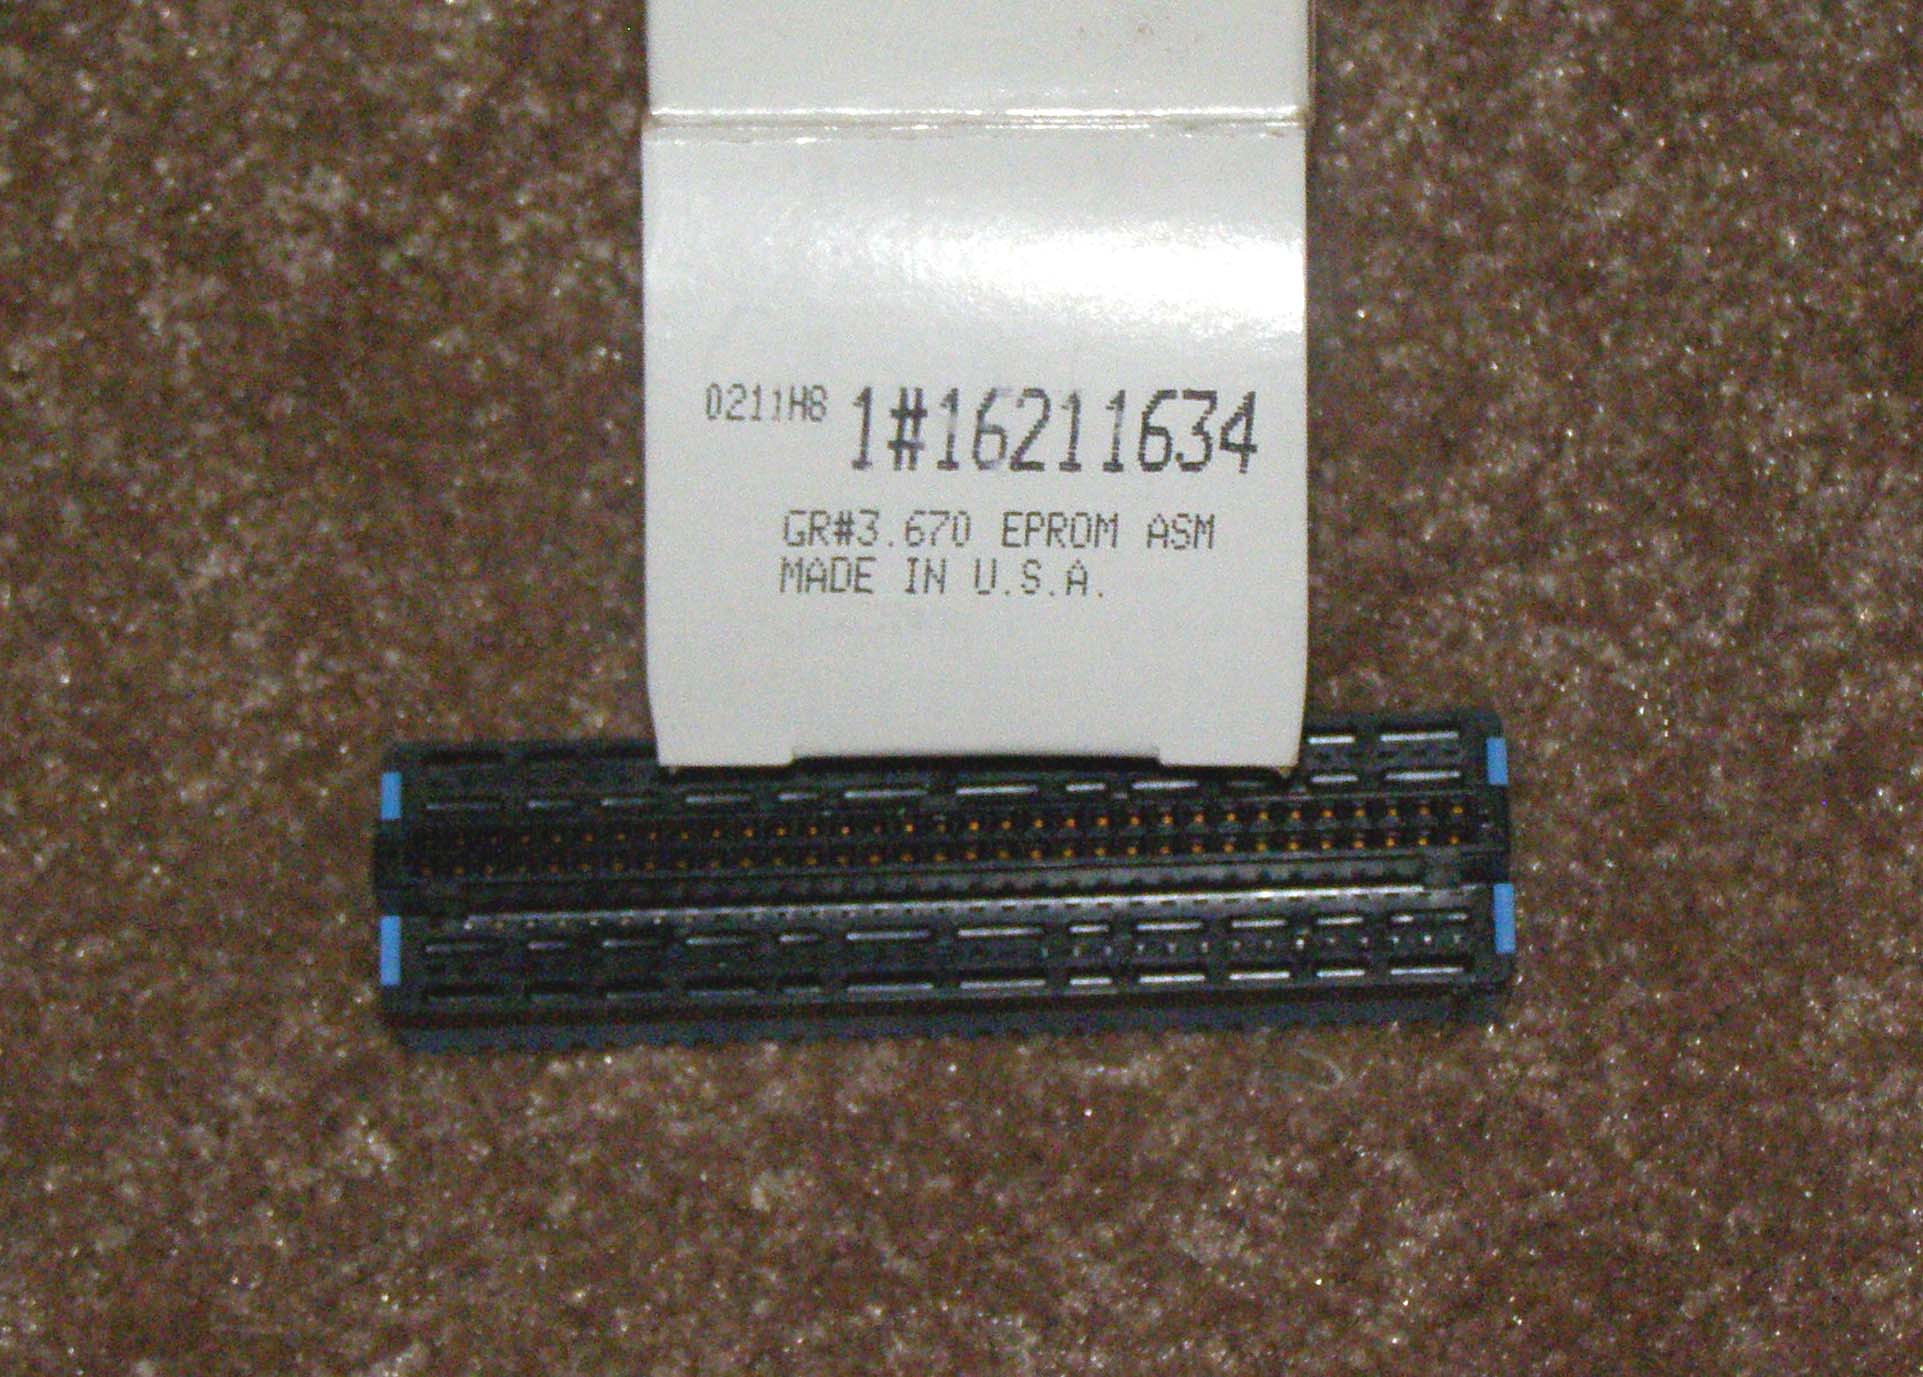 0211H8 1#16211634
GR#3.670 EPROM ASM
MADE IN U.S.A.